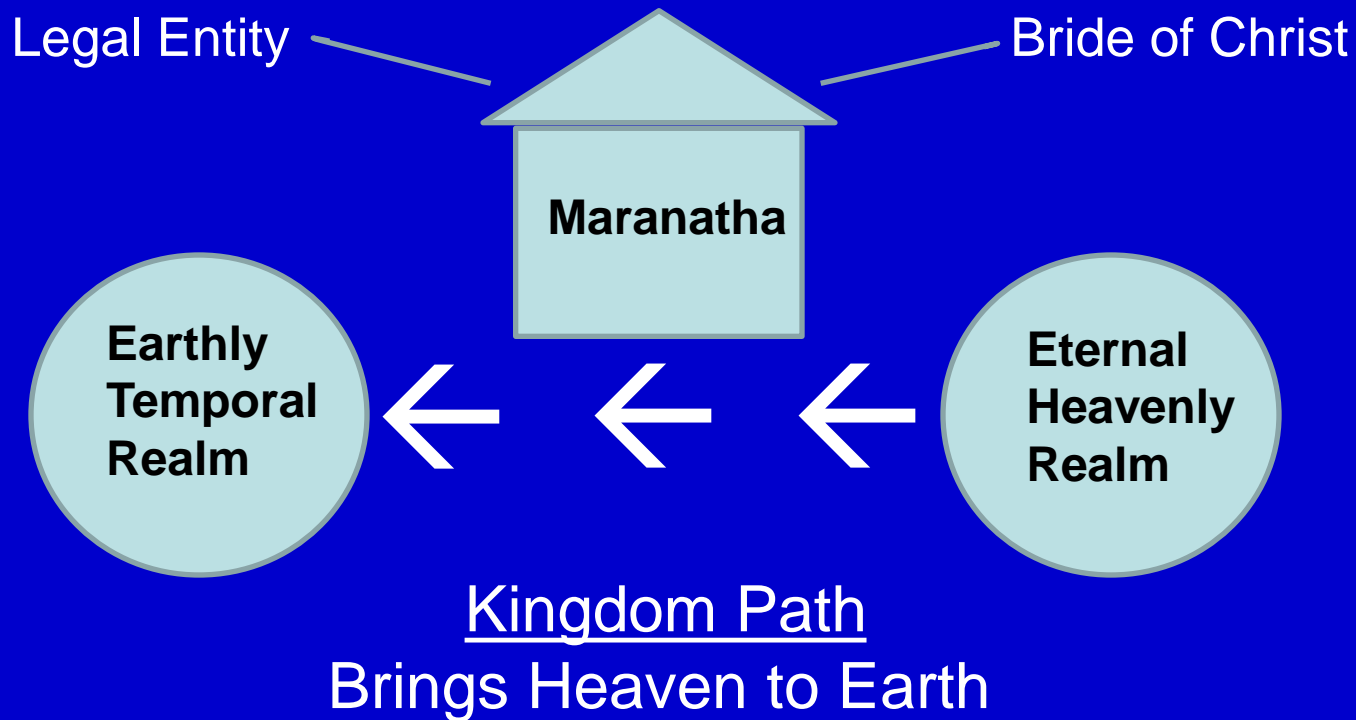 Legal Entity
Bride of Christ
Maranatha
Earthly
Temporal
Realm
Eternal
Heavenly
Realm
Kingdom Path
Brings Heaven to Earth